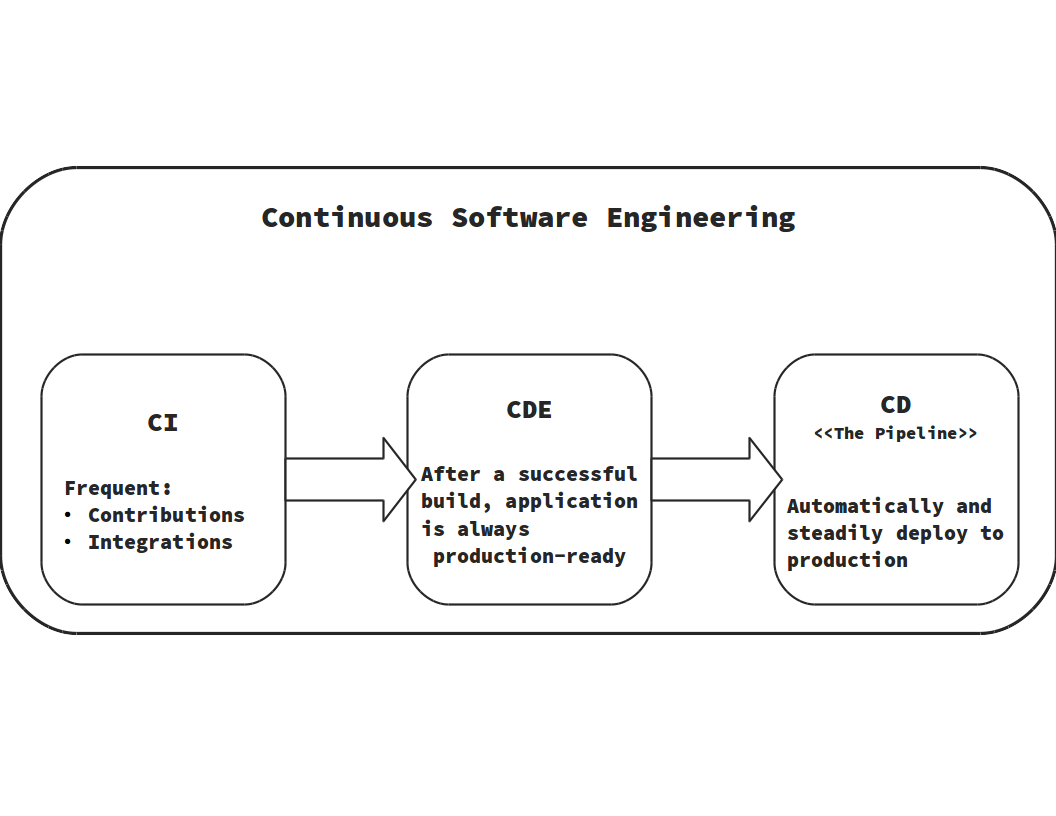 Continuous Software Engineering
CI
Frequent:
• Contributions
• Integrations
CDE
After a successful
build, application
is always
production-ready
CD
<<The Pipeline>>
Automatically and
steadily deploy to
production